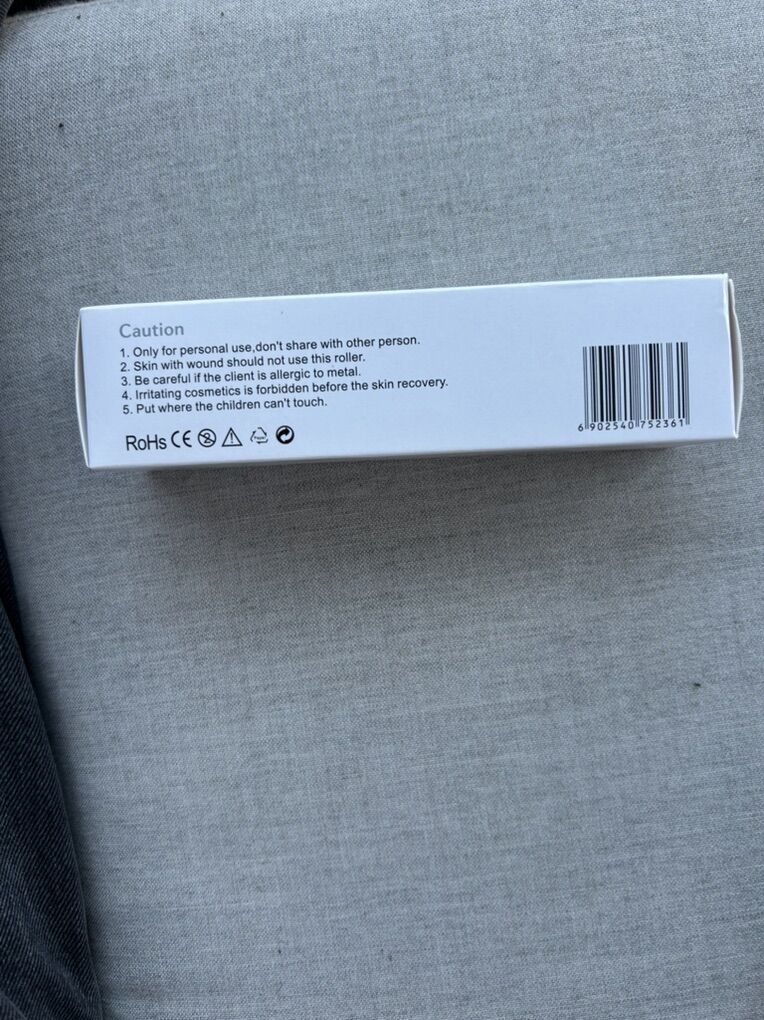 Caution
1. Only for personal use,don't share with other person.
2. Skin with wound should not use this roller.
3. Be careful if the client is allergic to metal.
4. Irritating cosmetics is forbidden before the skin recovery.
5. Put where the children can't touch.
RoHS CE
6 902540 752361